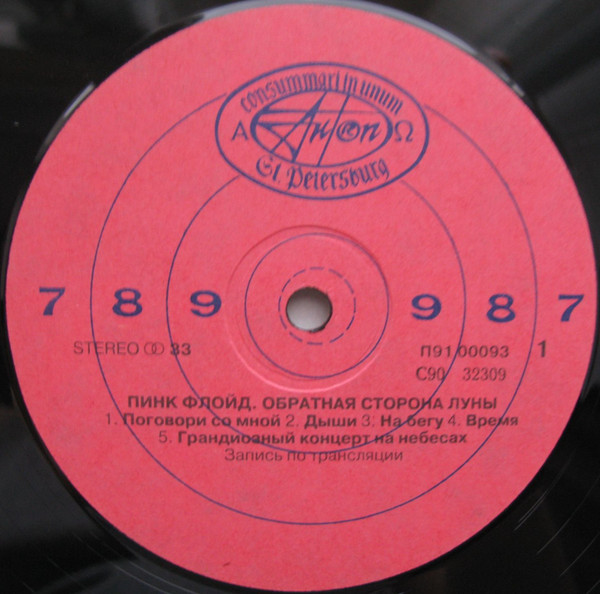 consummari in unum
Α АнТроп Ω
St. Petersburg
7 8 9 9 8 7
STEREO 33
П91 00093 1
С90 32309
ПИНК ФЛОЙД. ОБРАТНАЯ СТОРОНА ЛУНЫ
1. Поговори со мной 2. Дыши 3. На бегу 4. Время
5. Грандиозный концерт на небесах
Запись по трансляции